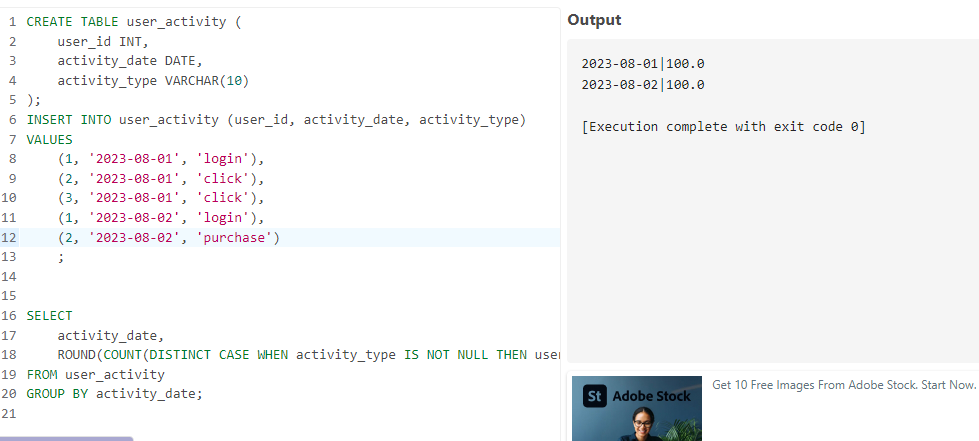 1 CREATE TABLE user_activity (
2 user_id INT,
3 activity_date DATE,
4 activity_type VARCHAR(10)
5 );
6 INSERT INTO user_activity (user_id, activity_date, activity_type)
7 VALUES
8 (1, '2023-08-01', 'login'),
9 (2, '2023-08-01', 'click'),
10 (3, '2023-08-01', 'click'),
11 (1, '2023-08-02', 'login'),
12 (2, '2023-08-02', 'purchase')
13 ;
14
15
16 SELECT
17 activity_date,
18 ROUND(COUNT(DISTINCT CASE WHEN activity_type IS NOT NULL THEN user
19 FROM user_activity
20 GROUP BY activity_date;
21
Output
2023-08-01|100.0
2023-08-02|100.0
[Execution complete with exit code 0]
St Adobe Stock
Get 10 Free Images From Adobe Stock. Start Now.